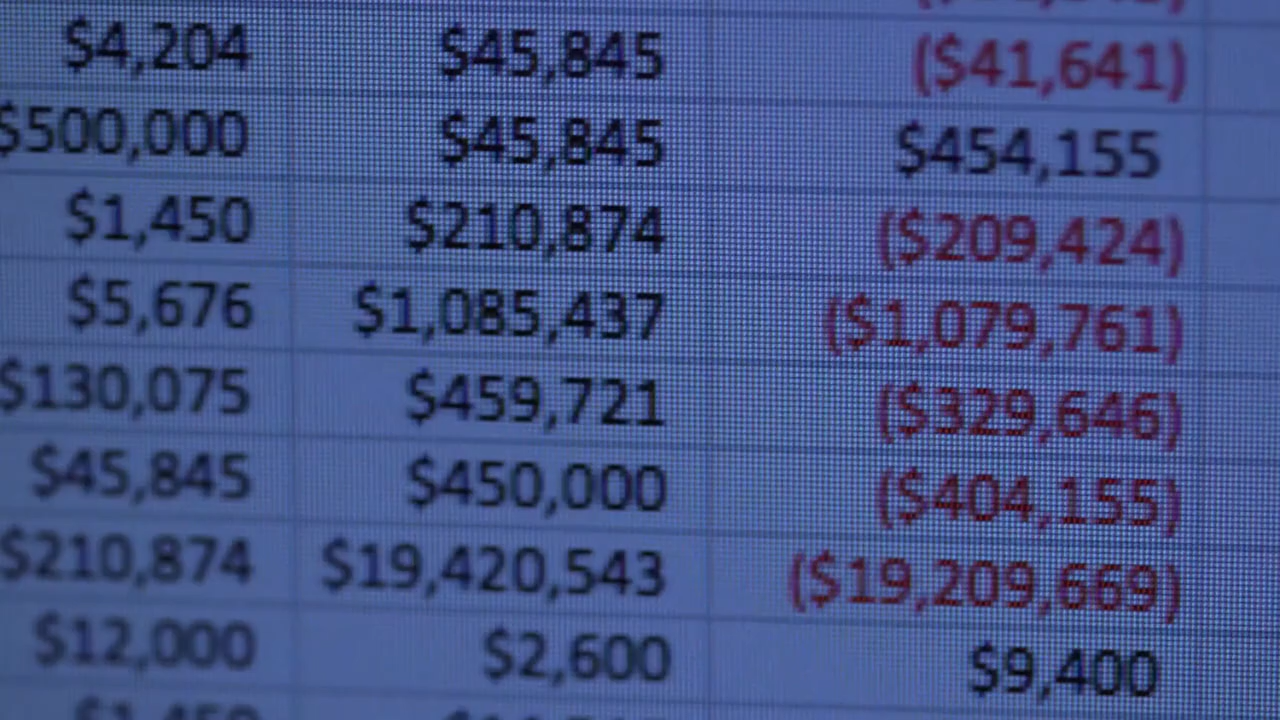 $4,204 $45,845 ($41,641)
$500,000 $45,845 $454,155
$1,450 $210,874 ($209,424)
$5,676 $1,085,437 ($1,079,761)
$130,075 $459,721 ($329,646)
$45,845 $450,000 ($404,155)
$210,874 $19,420,543 ($19,209,669)
$12,000 $2,600 $9,400